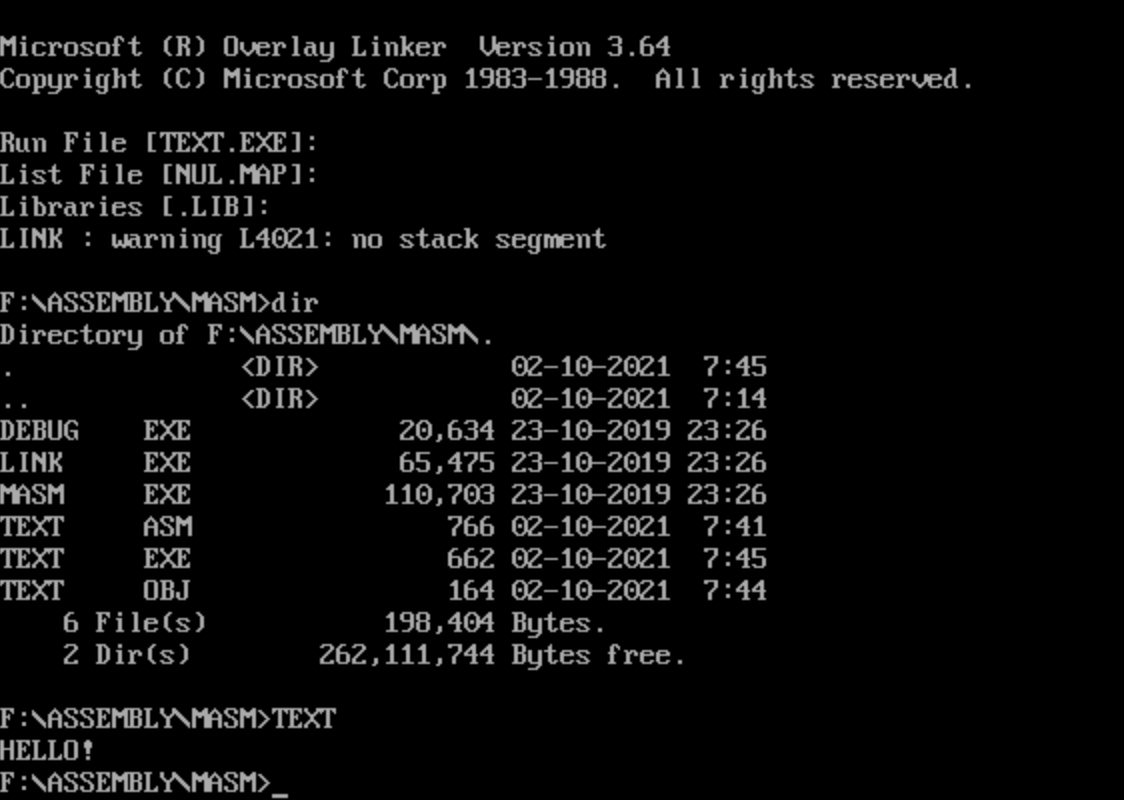 Microsoft (R) Overlay Linker  Version 3.64
Copyright (C) Microsoft Corp 1983-1988.  All rights reserved.
Run File [TEXT.EXE]:
List File [NUL.MAP]:
Libraries [.LIB]:
LINK : warning L4021: no stack segment
F:\ASSEMBLY\MASM>dir
Directory of F:\ASSEMBLY\MASM\.
.              <DIR>            02-10-2021  7:45
..             <DIR>            02-10-2021  7:14
DEBUG    EXE             20,634 23-10-2019 23:26
LINK     EXE             65,475 23-10-2019 23:26
MASM     EXE            110,703 23-10-2019 23:26
TEXT     ASM                766 02-10-2021  7:41
TEXT     EXE                662 02-10-2021  7:45
TEXT     OBJ                164 02-10-2021  7:44
    6 File(s)           198,404 Bytes.
    2 Dir(s)        262,111,744 Bytes free.
F:\ASSEMBLY\MASM>TEXT
HELLO!
F:\ASSEMBLY\MASM>_